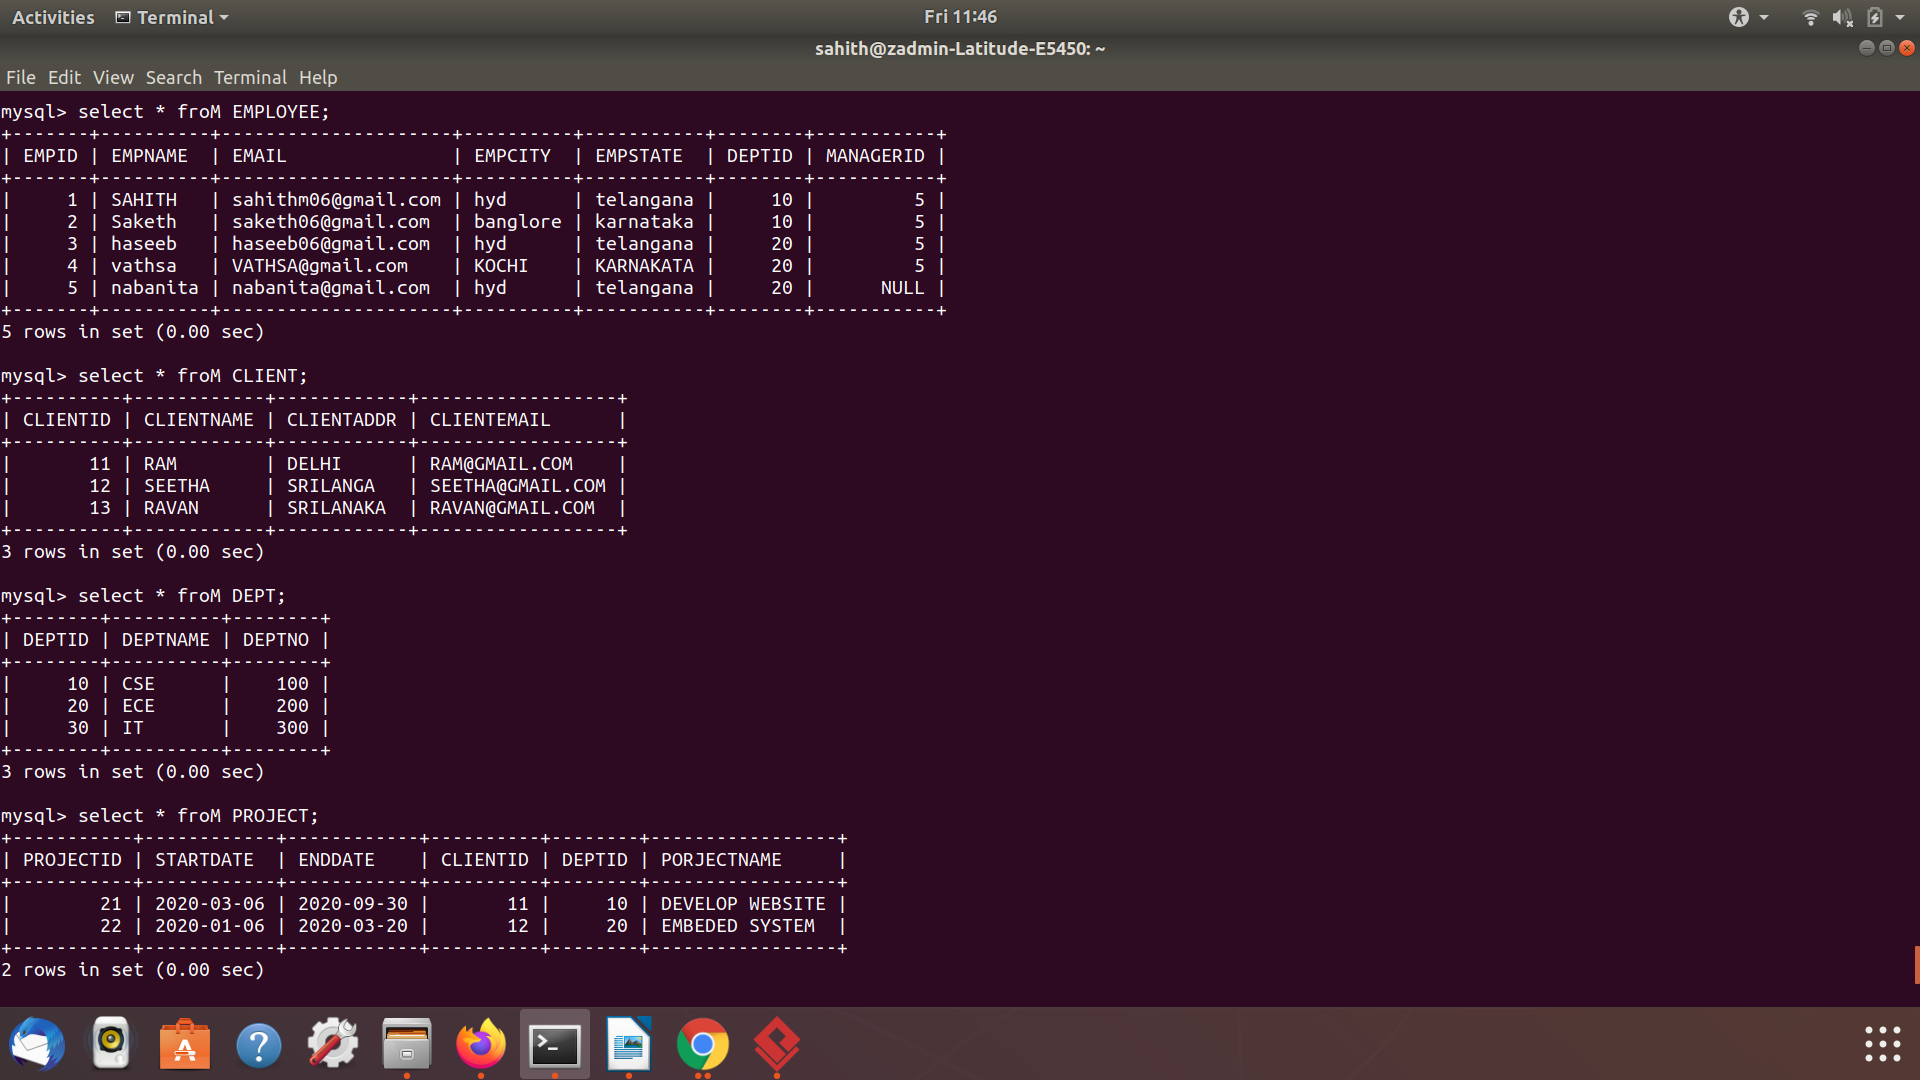 Activities Terminal Fri 11:46
sahith@zadmin-Latitude-E5450: ~
File Edit View Search Terminal Help
mysql> select * froM EMPLOYEE;
+-------+----------+---------------------+----------+-----------+--------+-----------+
| EMPID | EMPNAME  | EMAIL               | EMPCITY  | EMPSTATE  | DEPTID | MANAGERID |
+-------+----------+---------------------+----------+-----------+--------+-----------+
|     1 | SAHITH   | sahithm06@gmail.com | hyd      | telangana |     10 |         5 |
|     2 | Saketh   | saketh06@gmail.com  | banglore | karnataka |     10 |         5 |
|     3 | haseeb   | haseeb06@gmail.com  | hyd      | telangana |     20 |         5 |
|     4 | vathsa   | VATHSA@gmail.com    | KOCHI    | KARNAKATA |     20 |         5 |
|     5 | nabanita | nabanita@gmail.com  | hyd      | telangana |     20 |      NULL |
+-------+----------+---------------------+----------+-----------+--------+-----------+
5 rows in set (0.00 sec)
mysql> select * froM CLIENT;
+----------+------------+------------+------------------+
| CLIENTID | CLIENTNAME | CLIENTADDR | CLIENTEMAIL      |
+----------+------------+------------+------------------+
|       11 | RAM        | DELHI      | RAM@GMAIL.COM    |
|       12 | SEETHA     | SRILANGA   | SEETHA@GMAIL.COM |
|       13 | RAVAN      | SRILANAKA  | RAVAN@GMAIL.COM  |
+----------+------------+------------+------------------+
3 rows in set (0.00 sec)
mysql> select * froM DEPT;
+--------+----------+--------+
| DEPTID | DEPTNAME | DEPTNO |
+--------+----------+--------+
|     10 | CSE      |    100 |
|     20 | ECE      |    200 |
|     30 | IT       |    300 |
+--------+----------+--------+
3 rows in set (0.00 sec)
mysql> select * froM PROJECT;
+-----------+------------+------------+----------+--------+-----------------+
| PROJECTID | STARTDATE  | ENDDATE    | CLIENTID | DEPTID | PORJECTNAME     |
+-----------+------------+------------+----------+--------+-----------------+
|        21 | 2020-03-06 | 2020-09-30 |       11 |     10 | DEVELOP WEBSITE |
|        22 | 2020-01-06 | 2020-03-20 |       12 |     20 | EMBEDED SYSTEM  |
+-----------+------------+------------+----------+--------+-----------------+
2 rows in set (0.00 sec)